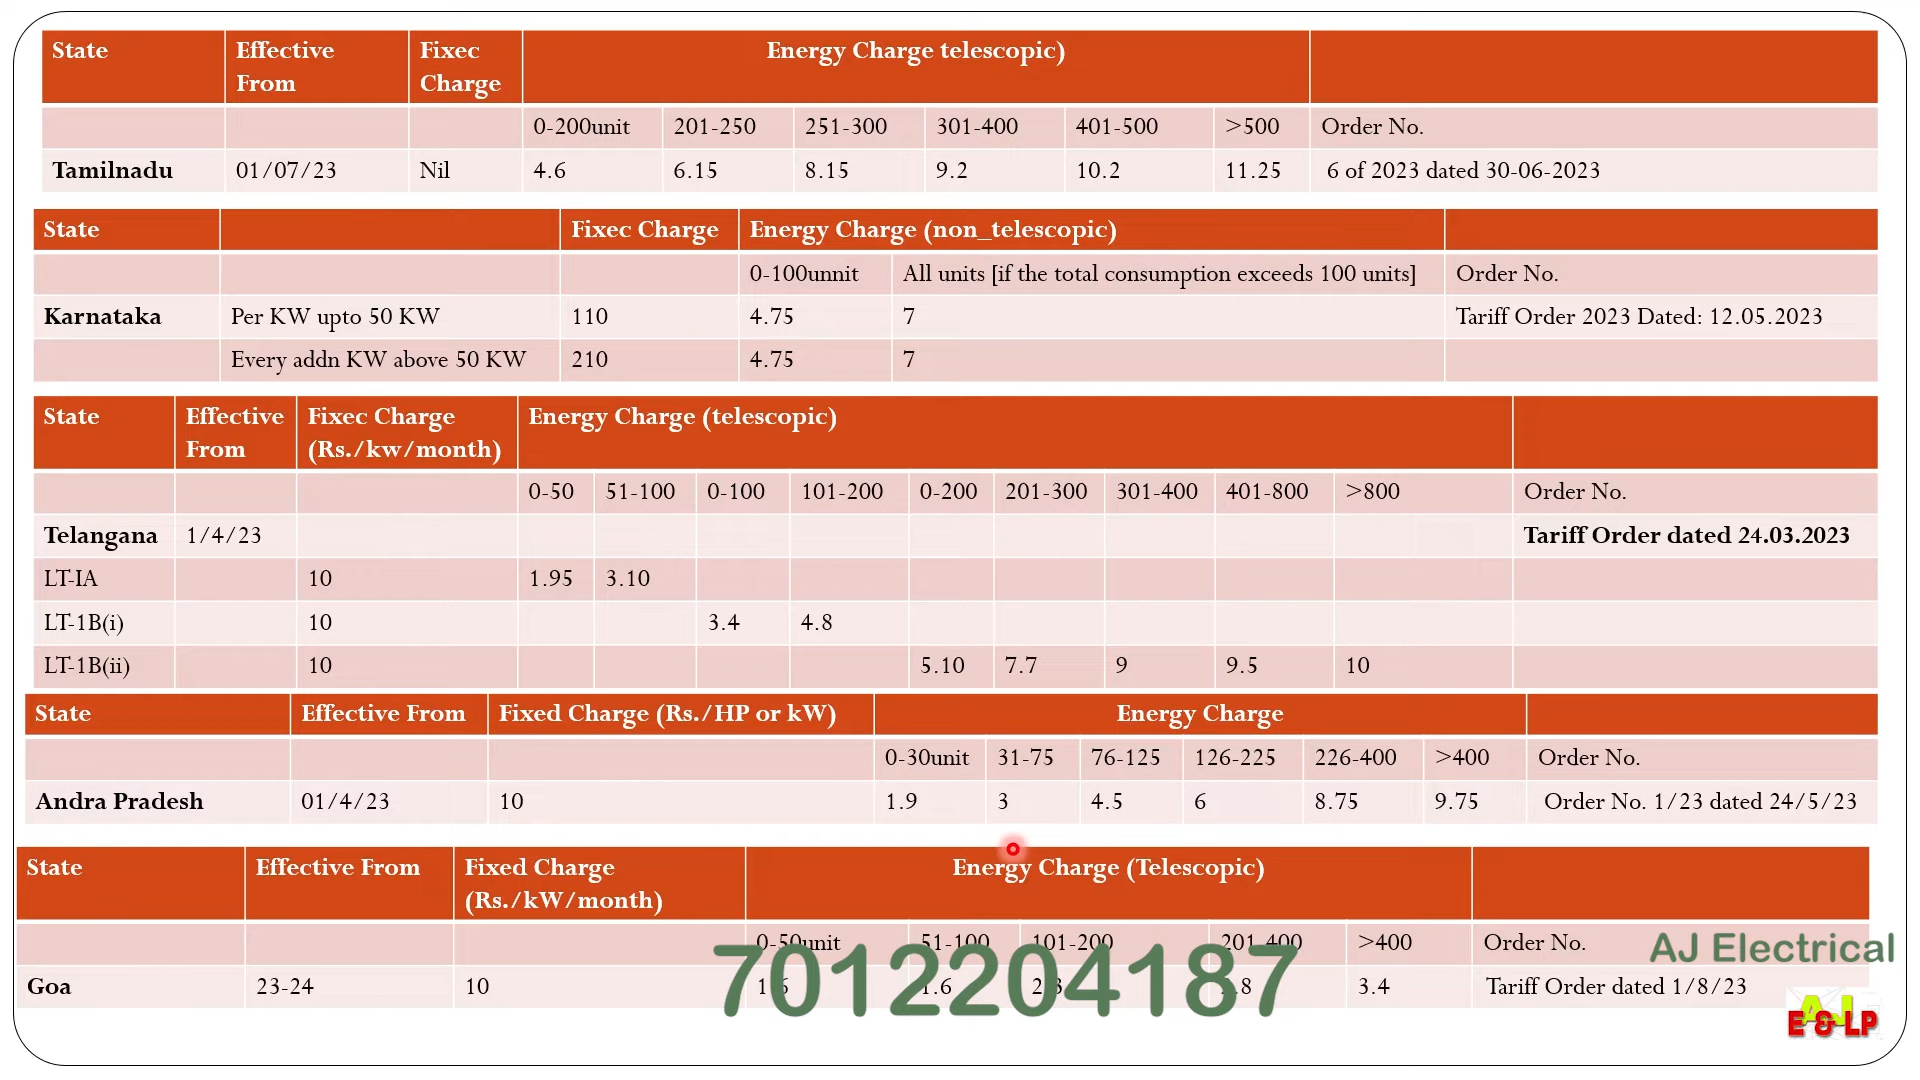 State Effective From Fixec Charge Energy Charge telescopic)
0-200unit 201-250 251-300 301-400 401-500 >500 Order No.
Tamilnadu 01/07/23 Nil 4.6 6.15 8.15 9.2 10.2 11.25 6 of 2023 dated 30-06-2023
State Fixec Charge Energy Charge (non_telescopic)
0-100unnit All units [if the total consumption exceeds 100 units] Order No.
Karnataka Per KW upto 50 KW 110 4.75 7 Tariff Order 2023 Dated: 12.05.2023
Every addn KW above 50 KW 210 4.75 7
State Effective From Fixec Charge (Rs./kw/month) Energy Charge (telescopic)
0-50 51-100 0-100 101-200 0-200 201-300 301-400 401-800 >800 Order No.
Telangana 1/4/23 Tariff Order dated 24.03.2023
LT-IA 10 1.95 3.10
LT-1B(i) 10 3.4 4.8
LT-1B(ii) 10 5.10 7.7 9 9.5 10
State Effective From Fixed Charge (Rs./HP or kW) Energy Charge
0-30unit 31-75 76-125 126-225 226-400 >400 Order No.
Andra Pradesh 01/4/23 10 1.9 3 4.5 6 8.75 9.75 Order No. 1/23 dated 24/5/23
State Effective From Fixed Charge (Rs./kW/month) Energy Charge (Telescopic)
0-50unit 51-100 101-200 201-400 >400 Order No.
Goa 23-24 10 3.4 Tariff Order dated 1/8/23
7012204187
AJ Electrical
AJ
E & LP